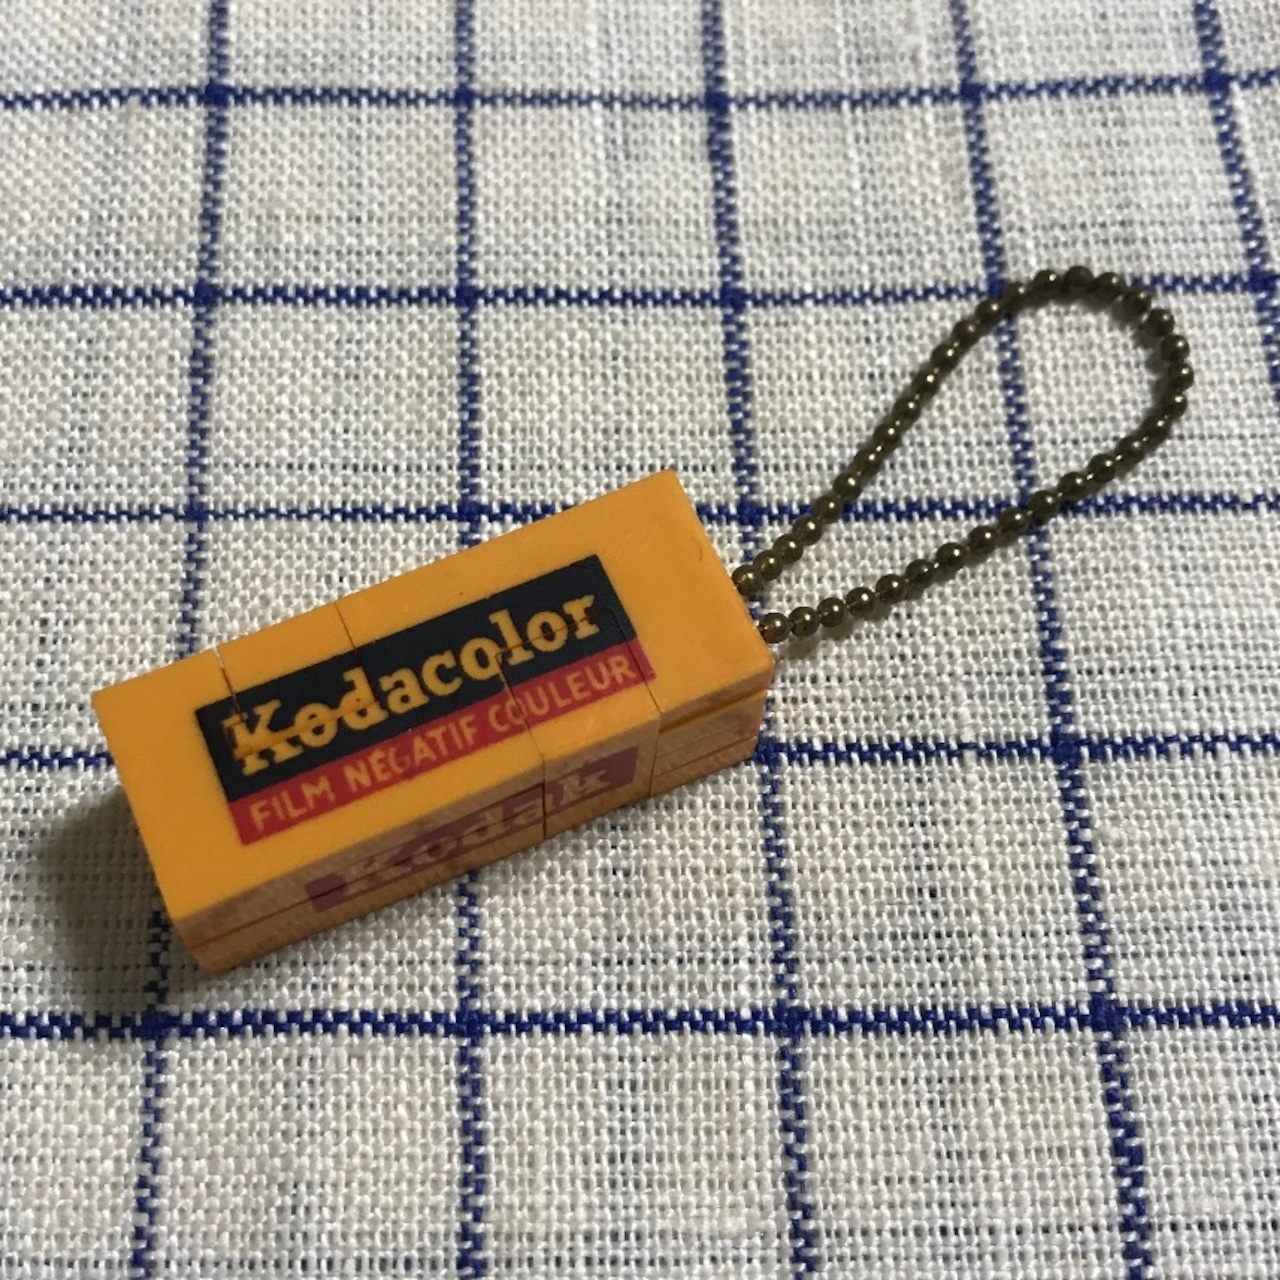 Kodacolor
FILM NÉGATIF COULEUR
Kodak